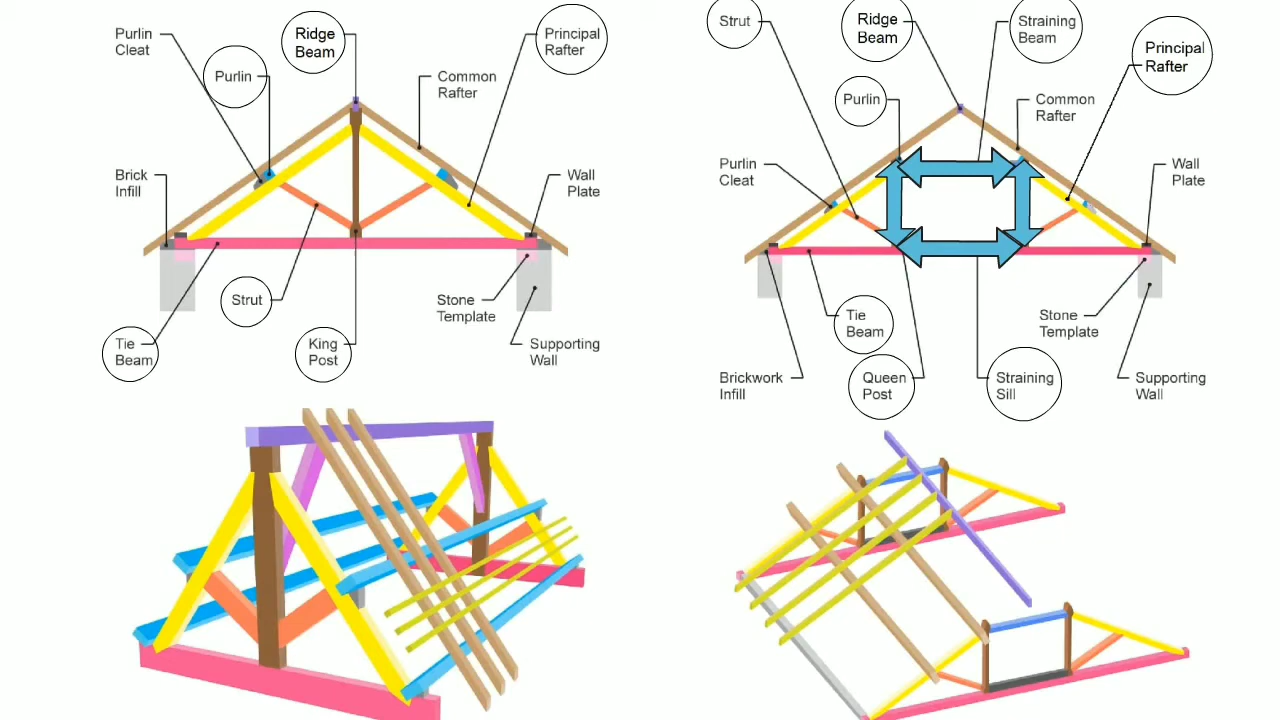 Purlin
Cleat
Purlin
Ridge
Beam
Principal
Rafter
Common
Rafter
Brick
Infill
Wall
Plate
Strut
Stone
Template
Tie
Beam
King
Post
Supporting
Wall
Strut
Ridge
Beam
Straining
Beam
Principal
Rafter
Purlin
Common
Rafter
Purlin
Cleat
Wall
Plate
Tie
Beam
Stone
Template
Brickwork
Infill
Queen
Post
Straining
Sill
Supporting
Wall